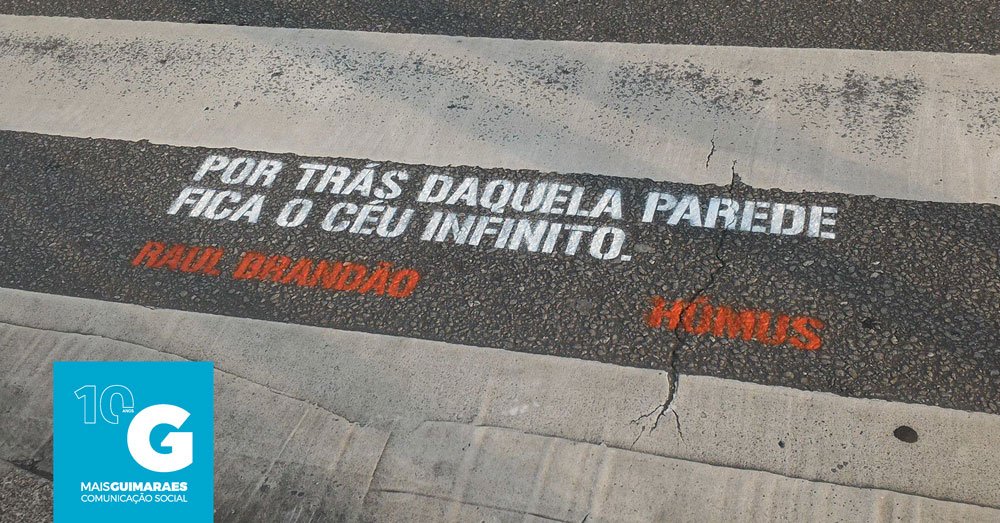 POR TRÁS DAQUELA PAREDE
FICA O CÉU INFINITO.
RAUL BRANDÃO
HÚMUS
10 ANOS
G
MAISGUIMARAES
COMUNICAÇÃO SOCIAL